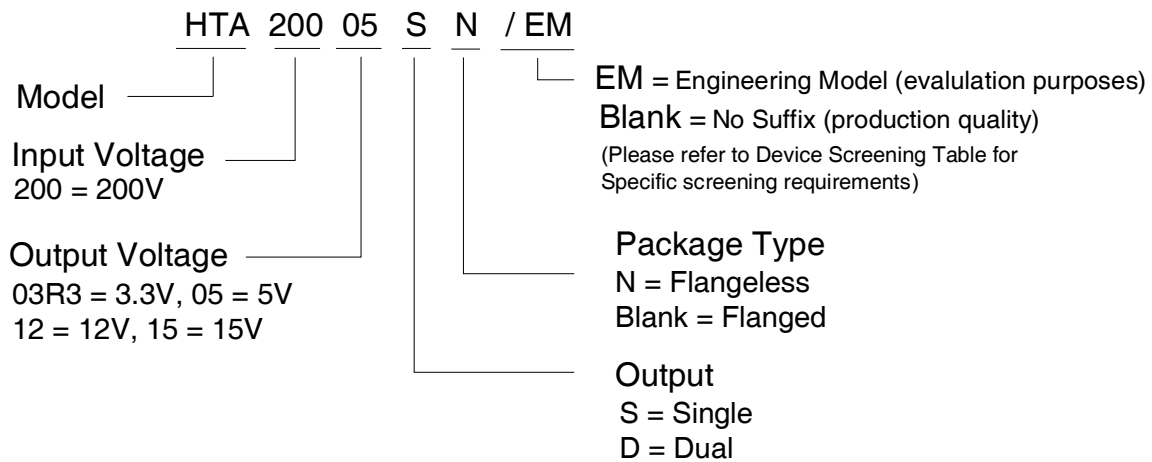 HTA 200 05 S N / EM
Model
Input Voltage
200 = 200V
Output Voltage
03R3 = 3.3V, 05 = 5V
12 = 12V, 15 = 15V
EM = Engineering Model (evalulation purposes)
Blank = No Suffix (production quality)
(Please refer to Device Screening Table for
Specific screening requirements)
Package Type
N = Flangeless
Blank = Flanged
Output
S = Single
D = Dual